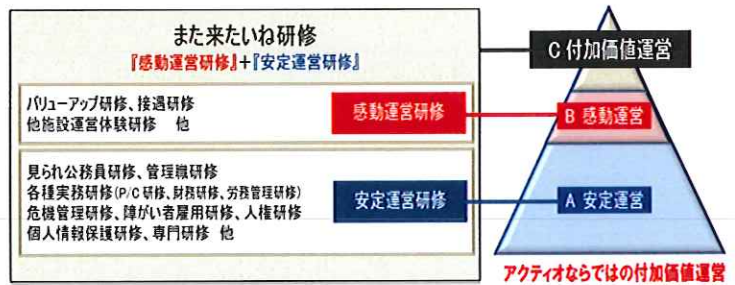 また来たいね研修
『感動運営研修』+『安定運営研修』
C 付加価値運営
バリューアップ研修、接遇研修
他施設運営体験研修 他
感動運営研修
B 感動運営
見られ公務員研修、管理職研修
各種実務研修(P/C研修、財務研修、労務管理研修)
危機管理研修、障がい者雇用研修、人権研修
個人情報保護研修、専門研修 他
安定運営研修
A 安定運営
アクティオならではの付加価値運営